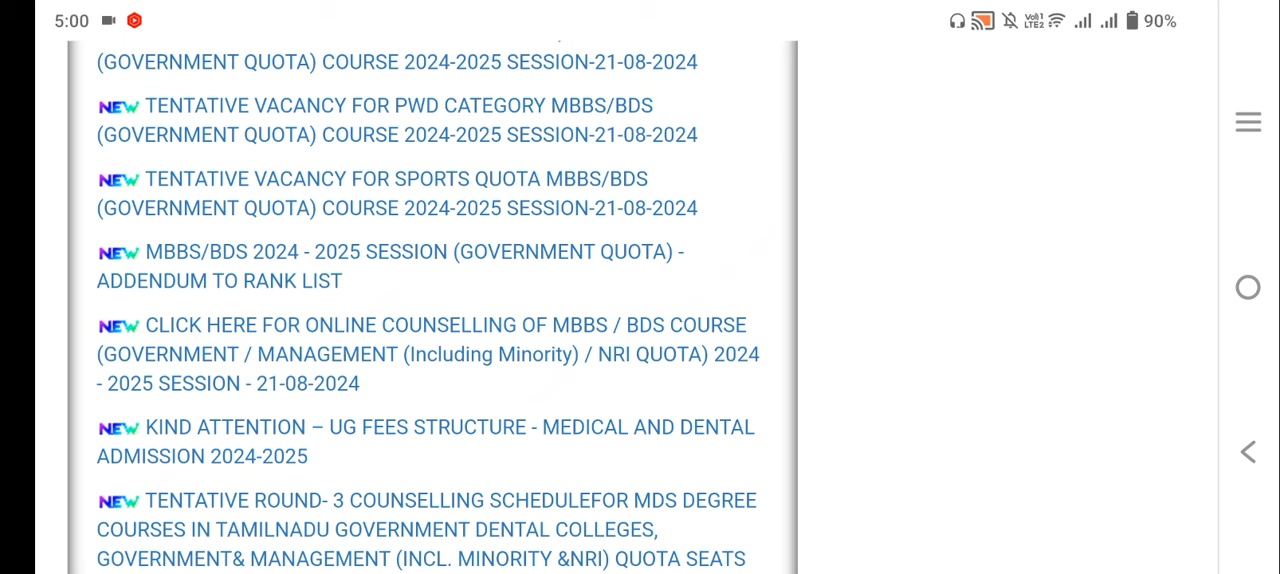 5:00
Vo)) 1
LTE2
90%
(GOVERNMENT QUOTA) COURSE 2024-2025 SESSION-21-08-2024
NEW TENTATIVE VACANCY FOR PWD CATEGORY MBBS/BDS
(GOVERNMENT QUOTA) COURSE 2024-2025 SESSION-21-08-2024
NEW TENTATIVE VACANCY FOR SPORTS QUOTA MBBS/BDS
(GOVERNMENT QUOTA) COURSE 2024-2025 SESSION-21-08-2024
NEW MBBS/BDS 2024 - 2025 SESSION (GOVERNMENT QUOTA) -
ADDENDUM TO RANK LIST
NEW CLICK HERE FOR ONLINE COUNSELLING OF MBBS / BDS COURSE
(GOVERNMENT / MANAGEMENT (Including Minority) / NRI QUOTA) 2024
- 2025 SESSION - 21-08-2024
NEW KIND ATTENTION – UG FEES STRUCTURE - MEDICAL AND DENTAL
ADMISSION 2024-2025
NEW TENTATIVE ROUND- 3 COUNSELLING SCHEDULEFOR MDS DEGREE
COURSES IN TAMILNADU GOVERNMENT DENTAL COLLEGES,
GOVERNMENT& MANAGEMENT (INCL. MINORITY &NRI) QUOTA SEATS